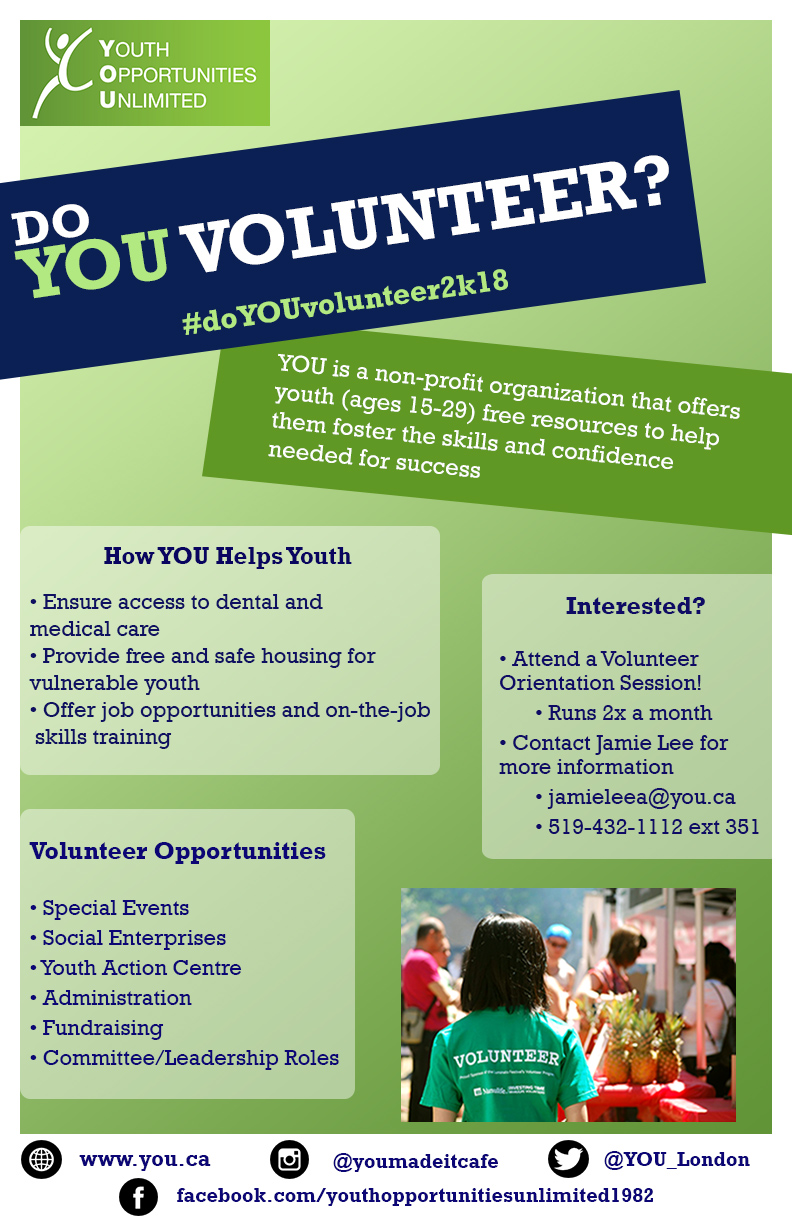 YOUTH
OPPORTUNITIES
UNLIMITED
DO
YOU VOLUNTEER?
#doYOUvolunteer2k18
YOU is a non-profit organization that offers
youth (ages 15-29) free resources to help
them foster the skills and confidence
needed for success
How YOU Helps Youth
• Ensure access to dental and
medical care
• Provide free and safe housing for
vulnerable youth
• Offer job opportunities and on-the-job
skills training
Interested?
• Attend a Volunteer
Orientation Session!
• Runs 2x a month
• Contact Jamie Lee for
more information
• jamieleea@you.ca
• 519-432-1112 ext 351
Volunteer Opportunities
• Special Events
• Social Enterprises
• Youth Action Centre
• Administration
• Fundraising
• Committee/Leadership Roles
VOLUNTEER
Manulife
INVESTING TIME
www.you.ca
@youmadeitcafe
@YOU_London
facebook.com/youthopportunitiesunlimited1982